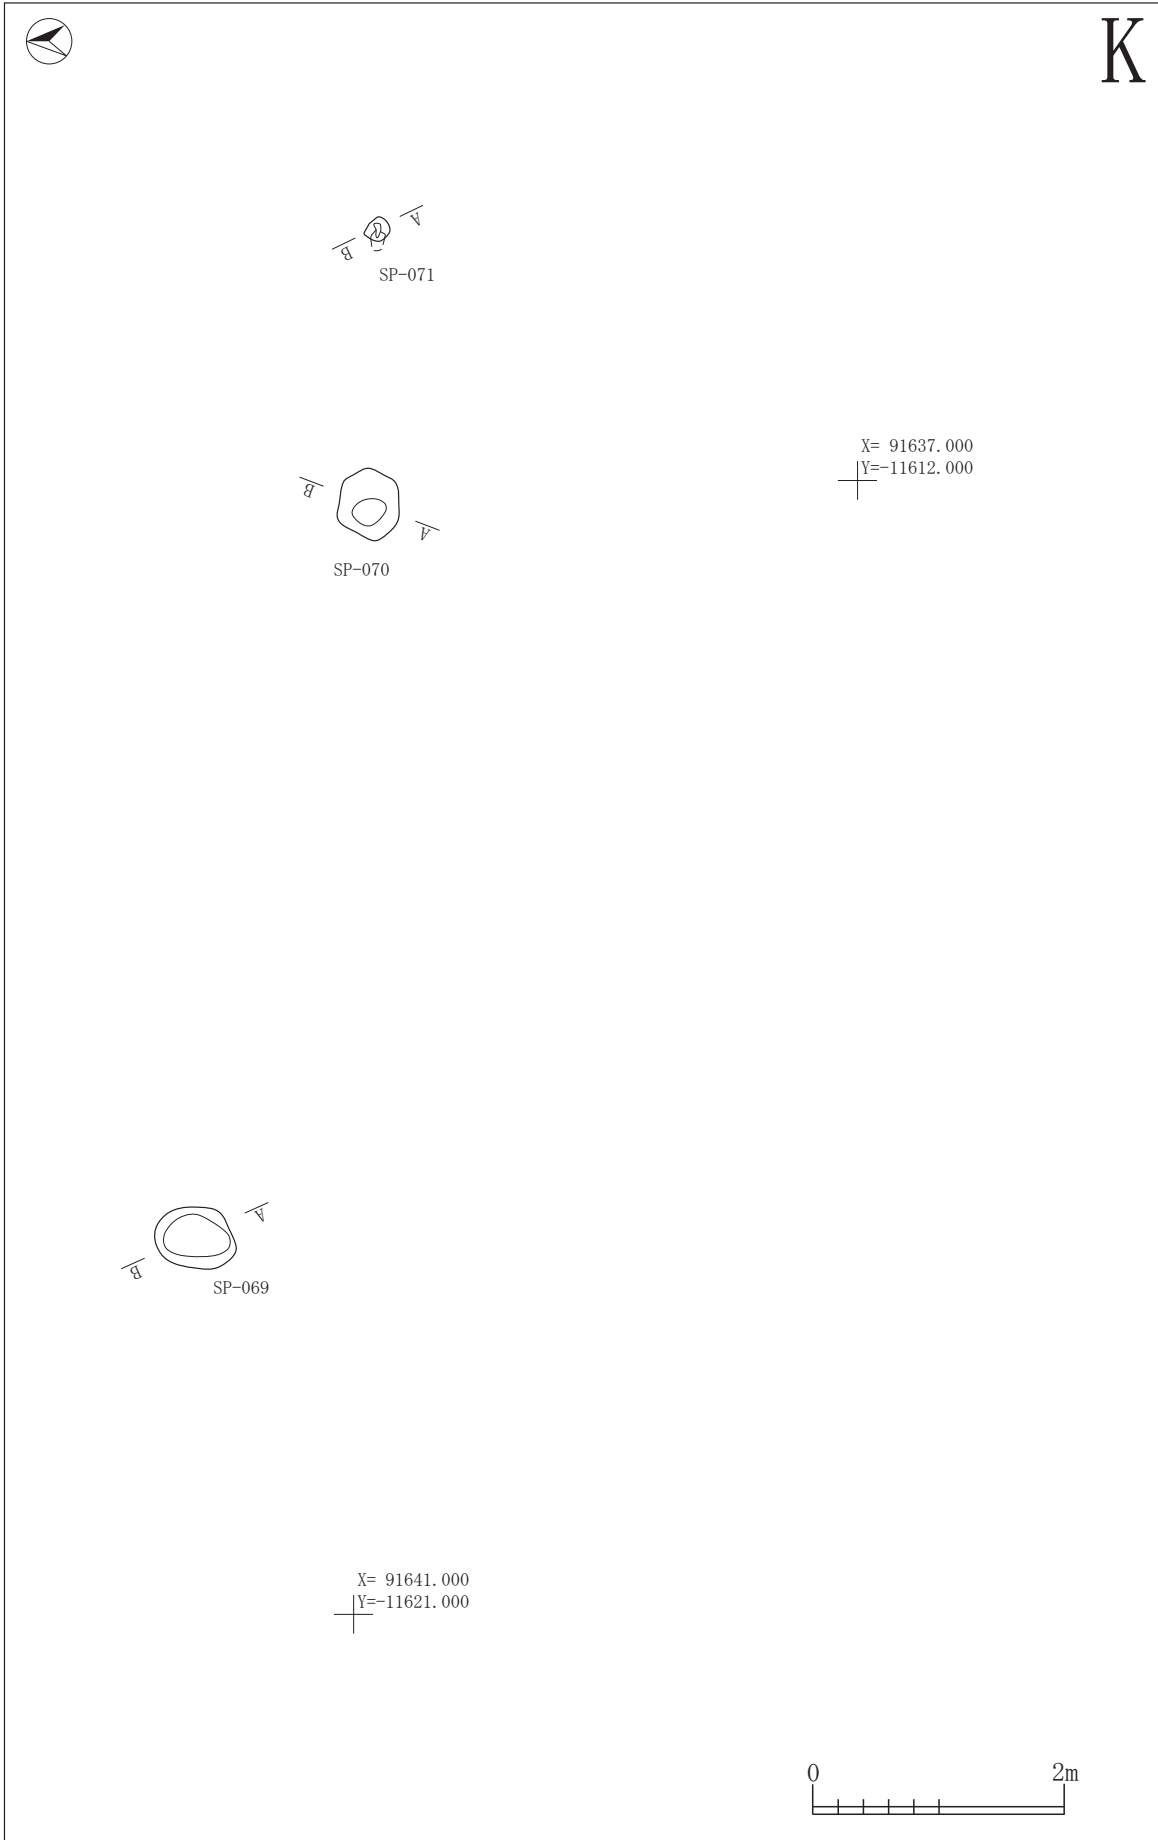 K
A
B
SP-071
X= 91637.000
Y=-11612.000
B
A
SP-070
A
B
SP-069
X= 91641.000
Y=-11621.000
0 2m